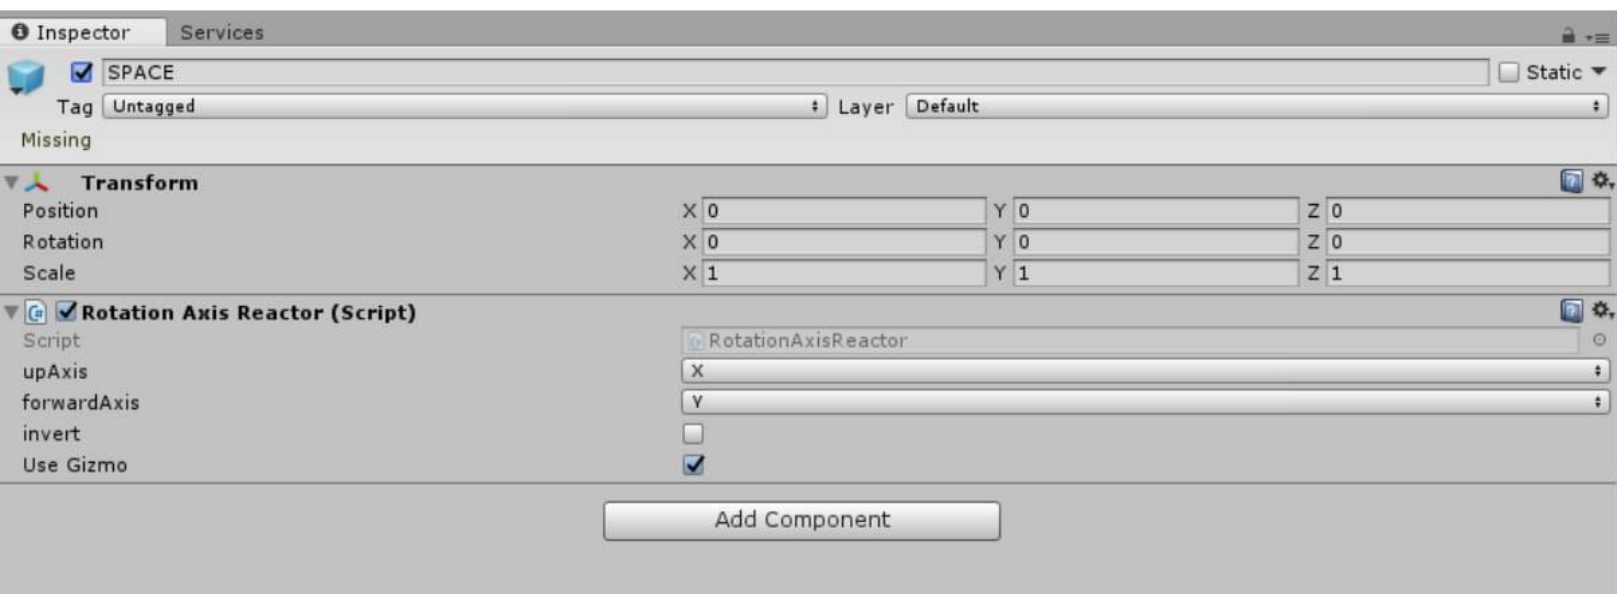 Inspector Services
SPACE Static
Tag Untagged Layer Default
Missing
Transform
Position X 0 Y 0 Z 0
Rotation X 0 Y 0 Z 0
Scale X 1 Y 1 Z 1
Rotation Axis Reactor (Script)
Script RotationAxisReactor
upAxis X
forwardAxis Y
invert
Use Gizmo
Add Component